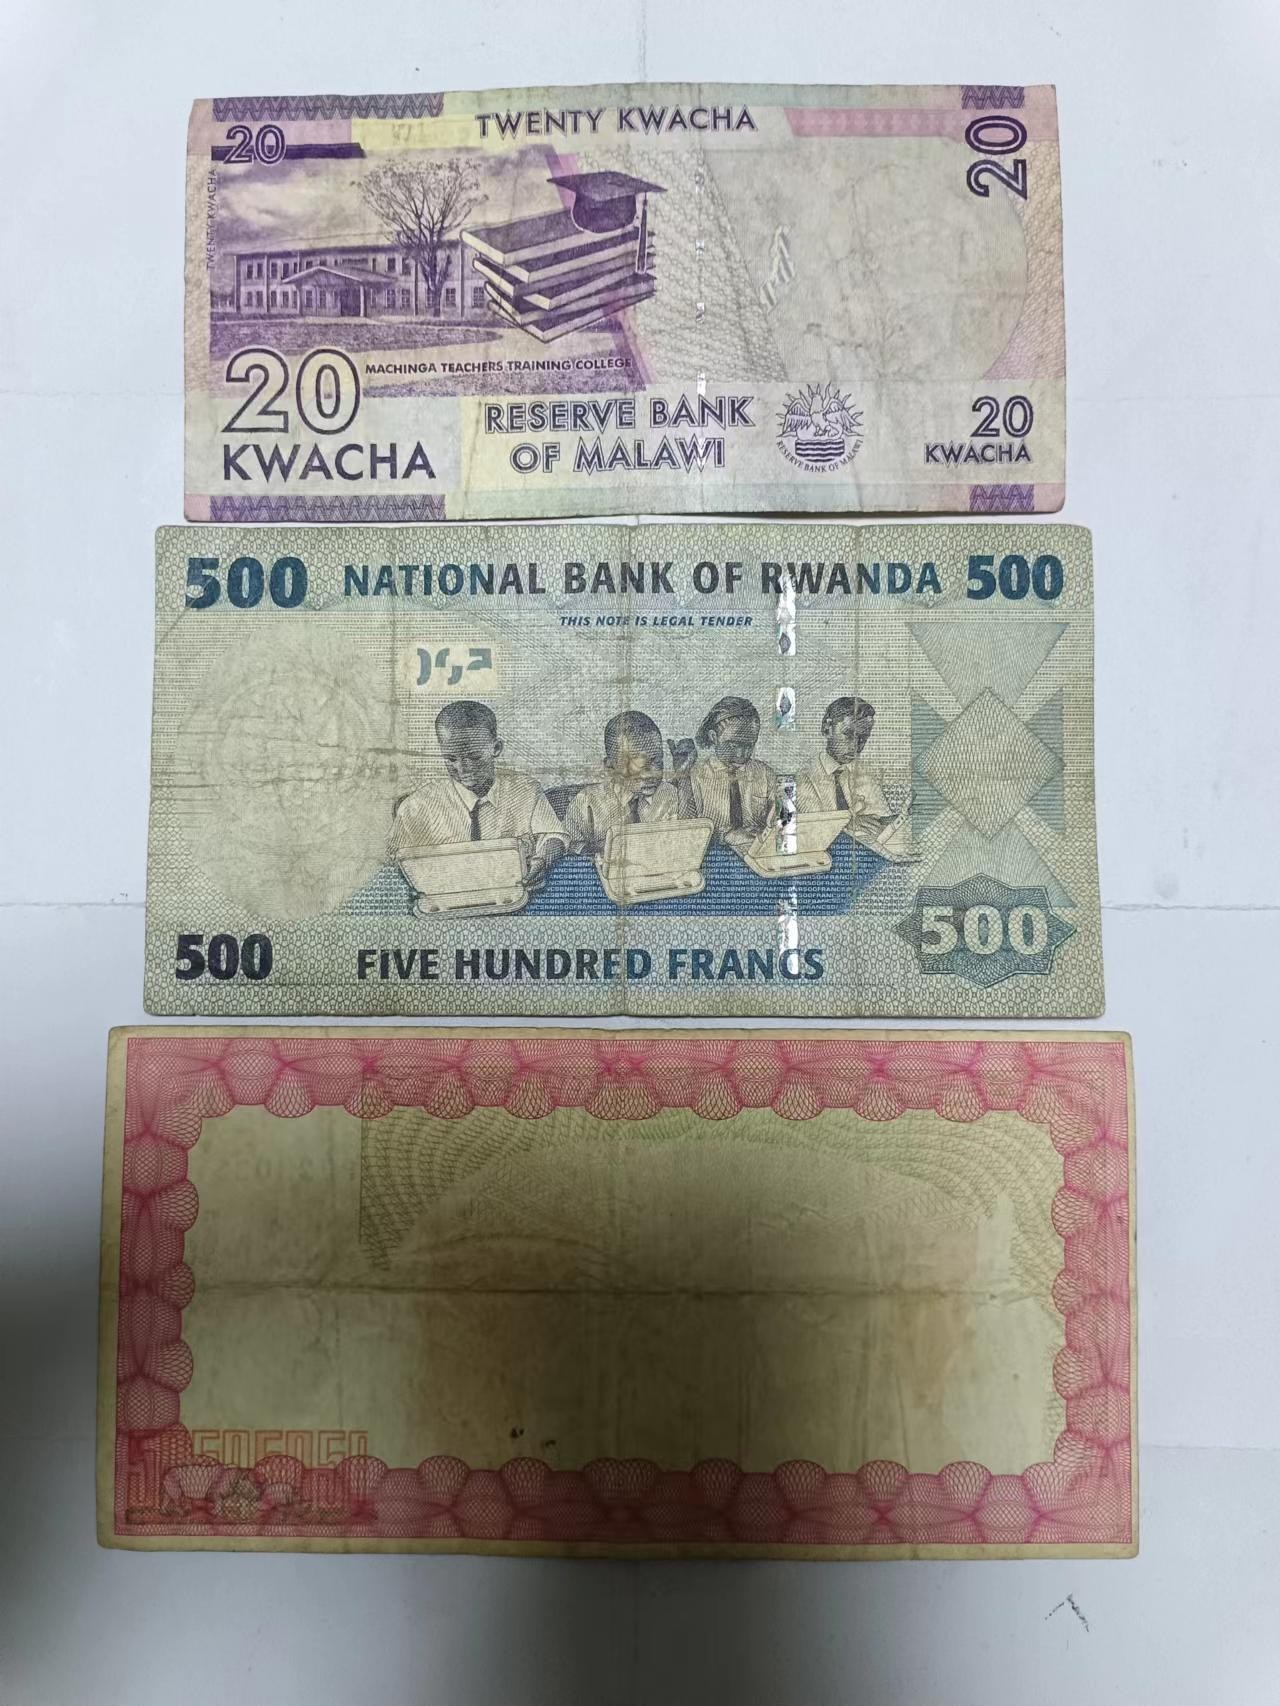 20
TWENTY KWACHA
20
TWENTY KWACHA
MACHINGA TEACHERS TRAINING COLLEGE
20
KWACHA
RESERVE BANK
OF MALAWI
RESERVE BANK OF MALAWI
20
KWACHA
500 NATIONAL BANK OF RWANDA 500
THIS NOTE IS LEGAL TENDER
500
500 FIVE HUNDRED FRANCS
50505050